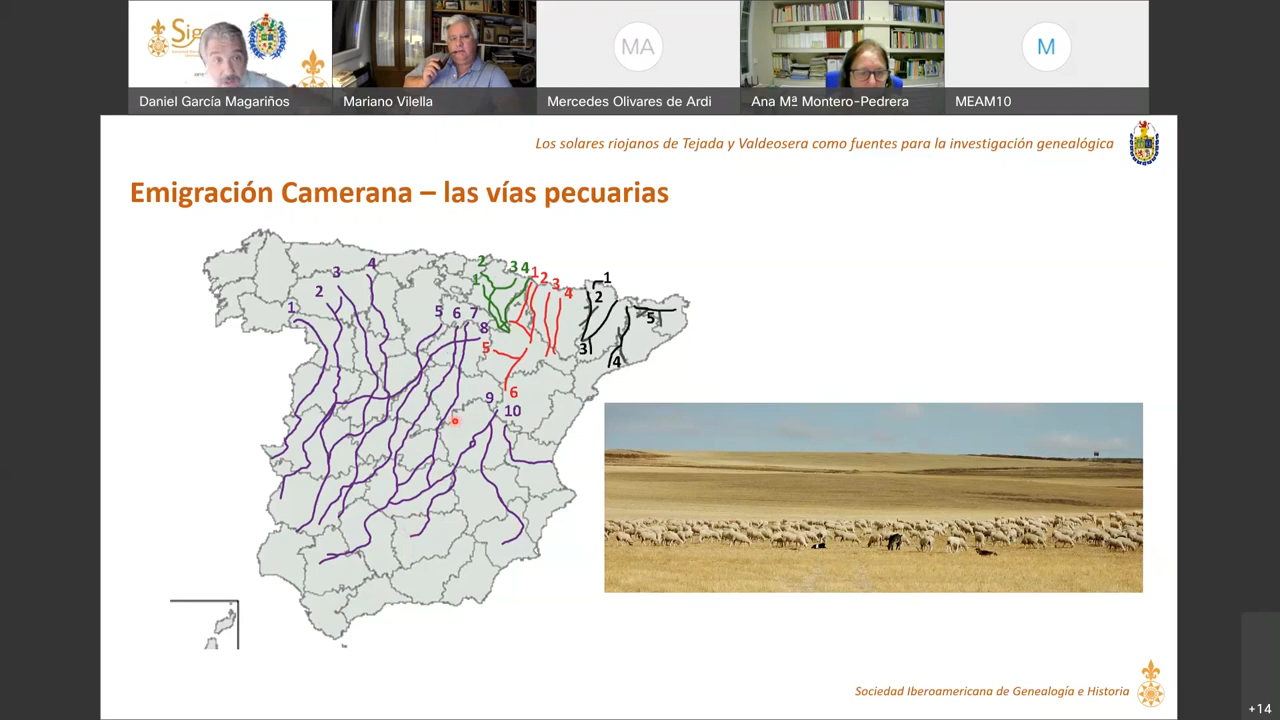 Sig
Daniel García Magariños
Mariano Vilella
MA
Mercedes Olivares de Ardi
Ana Mª Montero-Pedrera
M
MEAM10
Los solares riojanos de Tejada y Valdeosera como fuentes para la investigación genealógica
Emigración Camerana – las vías pecuarias
1
2
3
4
5
6
7
8
9
10
1
2
3
4
1
2
3
4
5
6
1
2
3
4
5
Sociedad Iberoamericana de Genealogía e Historia
+14